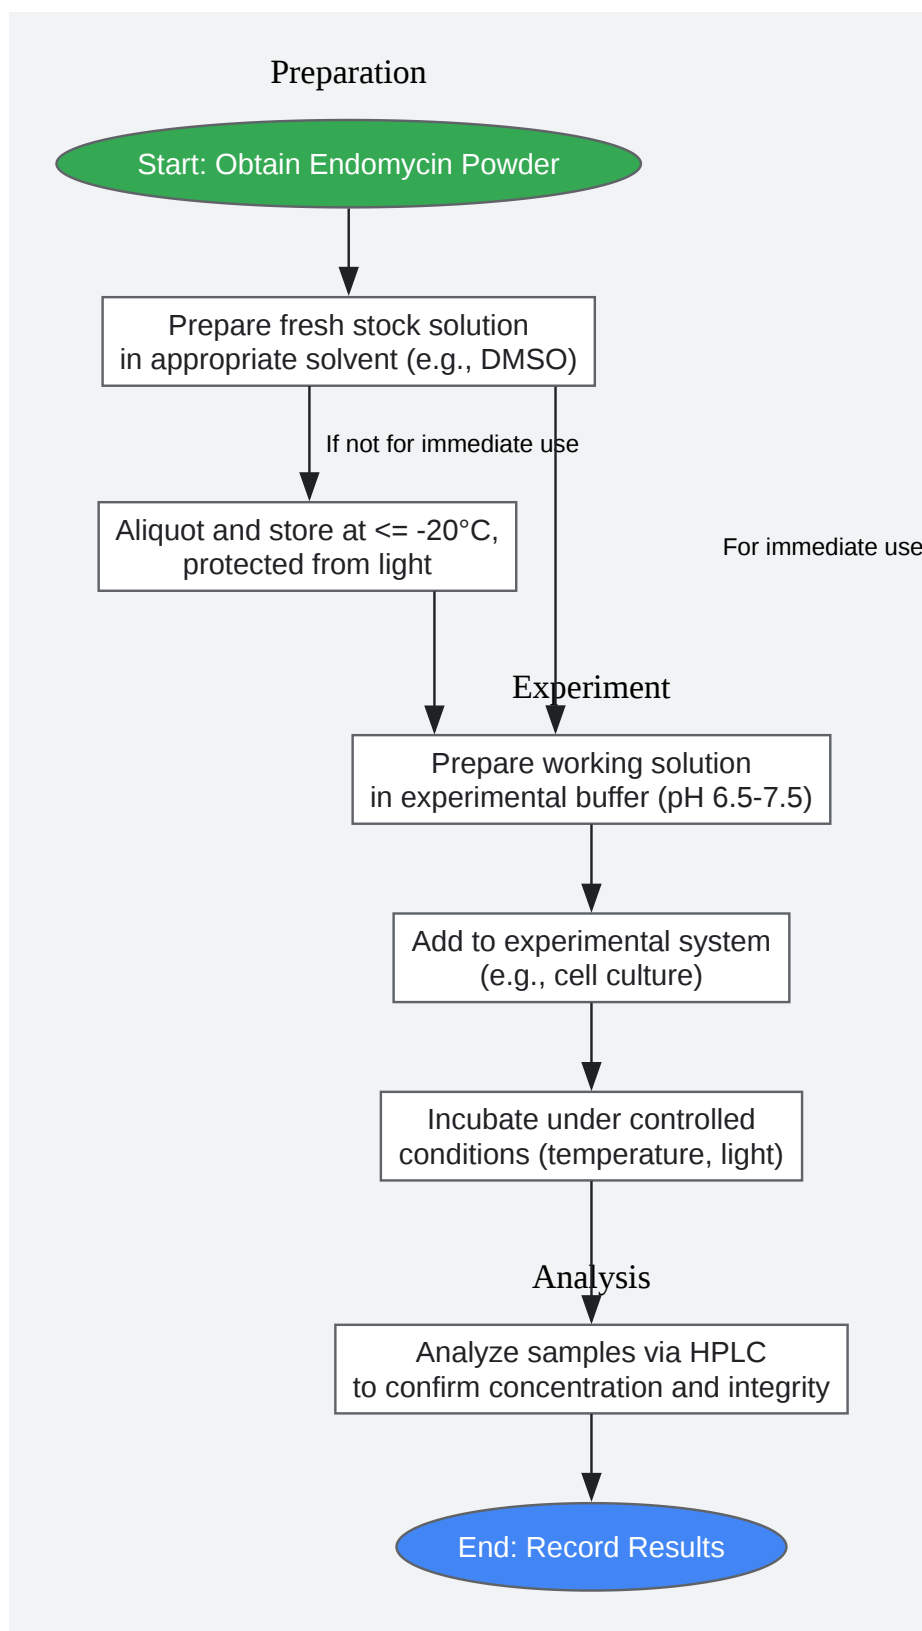 Preparation
Start: Obtain Endomycin Powder
Prepare fresh stock solution
in appropriate solvent (e.g., DMSO)
If not for immediate use
Aliquot and store at <= -20°C,
protected from light
For immediate use
Experiment
Prepare working solution
in experimental buffer (pH 6.5-7.5)
Add to experimental system
(e.g., cell culture)
Incubate under controlled
conditions (temperature, light)
Analysis
Analyze samples via HPLC
to confirm concentration and integrity
End: Record Results